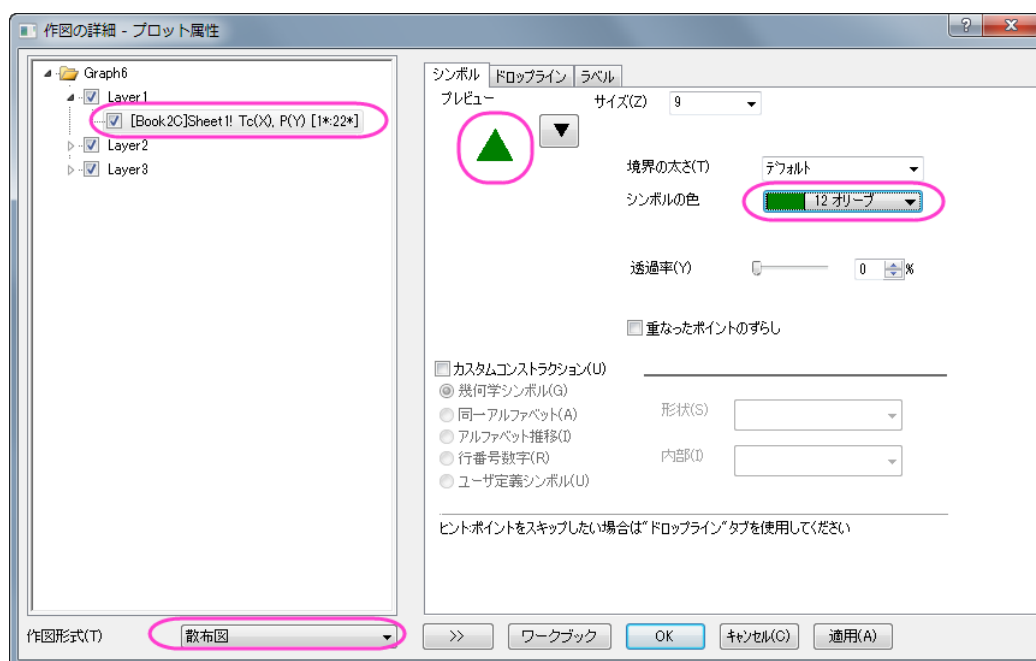 作図の詳細 - プロット属性
Graph6
Layer1
[Book2C]Sheet1! Tc(X), P(Y) [1*:22*]
Layer2
Layer3
シンボル ドロップライン ラベル
プレビュー
サイズ(Z) 9
境界の太さ(T) デフォルト
シンボルの色 12 オリーブ
透過率(Y) 0 %
重なったポイントのずらし
カスタムコンストラクション(U)
幾何学シンボル(G)
同一アルファベット(A)
アルファベット推移(I)
行番号数字(R)
ユーザ定義シンボル(U)
形状(S)
内部(I)
ヒント:ポイントをスキップしたい場合は"ドロップライン"タブを使用してください
作図形式(T) 散布図
>> ワークブック OK キャンセル(C) 適用(A)